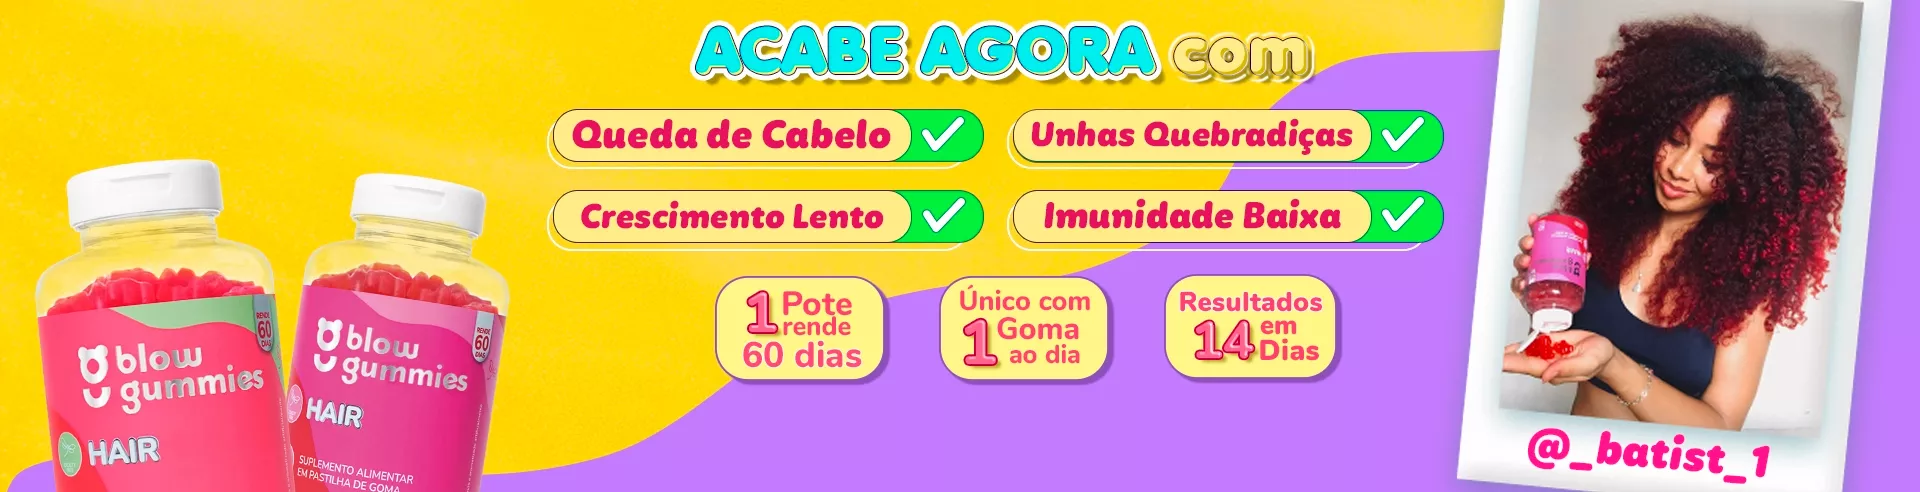 ACABE AGORA com
Queda de Cabelo
Unhas Quebradiças
Crescimento Lento
Imunidade Baixa
1 Pote
rende
60 dias
Único com
1 Goma
ao dia
Resultados
14 em
Dias
blow
gummies
HAIR
RENDE
60
DIAS
blow
gummies
HAIR
RENDE
60
DIAS
SUPLEMENTO ALIMENTAR
EM PASTILHA DE GOMA
@_batist_1